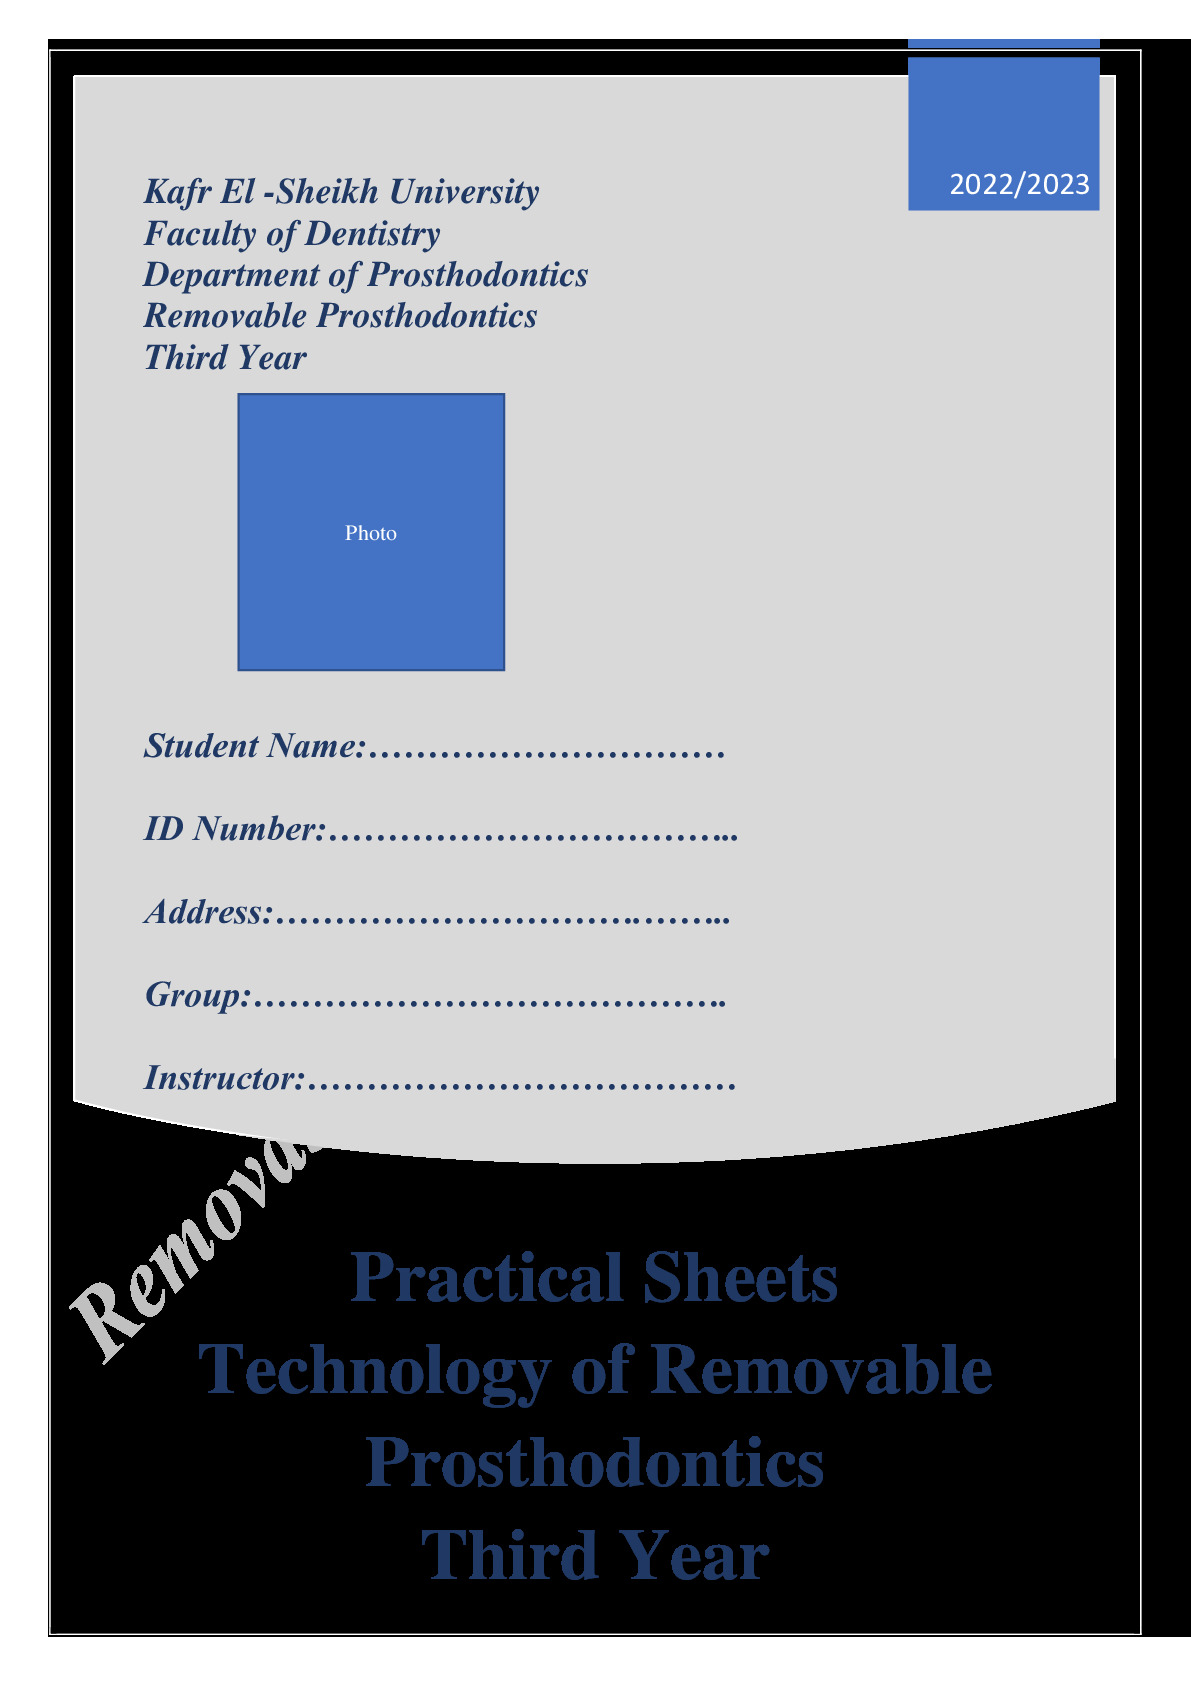 2022/2023
Kafr El -Sheikh University
Faculty of Dentistry
Department of Prosthodontics
Removable Prosthodontics
Third Year
Photo
Student Name:…………………………
ID Number:……………………………...
Address:………………………….……...
Group:………………………………….
Instructor:………………………………
Practical Sheets
Technology of Removable
Prosthodontics
Third Year